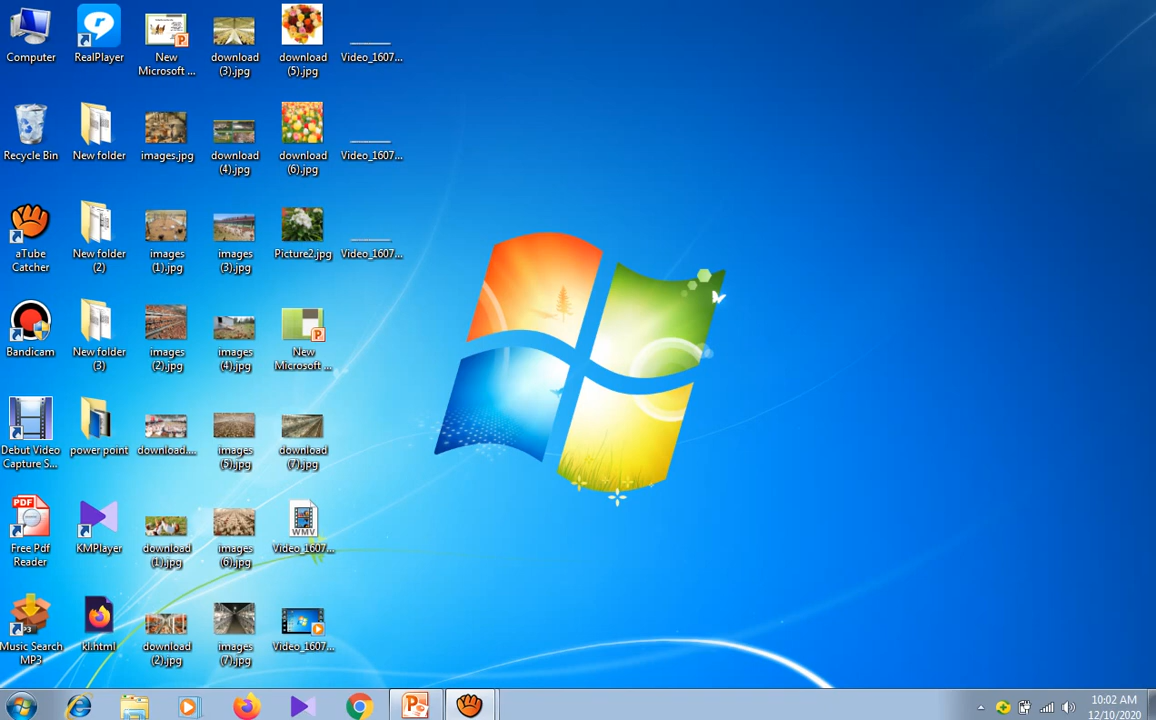 Computer
RealPlayer
New
Microsoft ...
download
(3).jpg
download
(5).jpg
Video_1607...
Recycle Bin
New folder
images.jpg
download
(4).jpg
download
(6).jpg
Video_1607...
aTube
Catcher
New folder
(2)
images
(1).jpg
images
(3).jpg
Picture2.jpg
Video_1607...
Bandicam
New folder
(3)
images
(2).jpg
images
(4).jpg
New
Microsoft ...
Debut Video
Capture S...
power point
download....
images
(5).jpg
download
(7).jpg
PDF
Free Pdf
Reader
KMPlayer
download
(1).jpg
images
(6).jpg
WMV
Video_1607...
Music Search
MP3
kl.html
download
(2).jpg
images
(7).jpg
Video_1607...
10:02 AM
12/10/2020